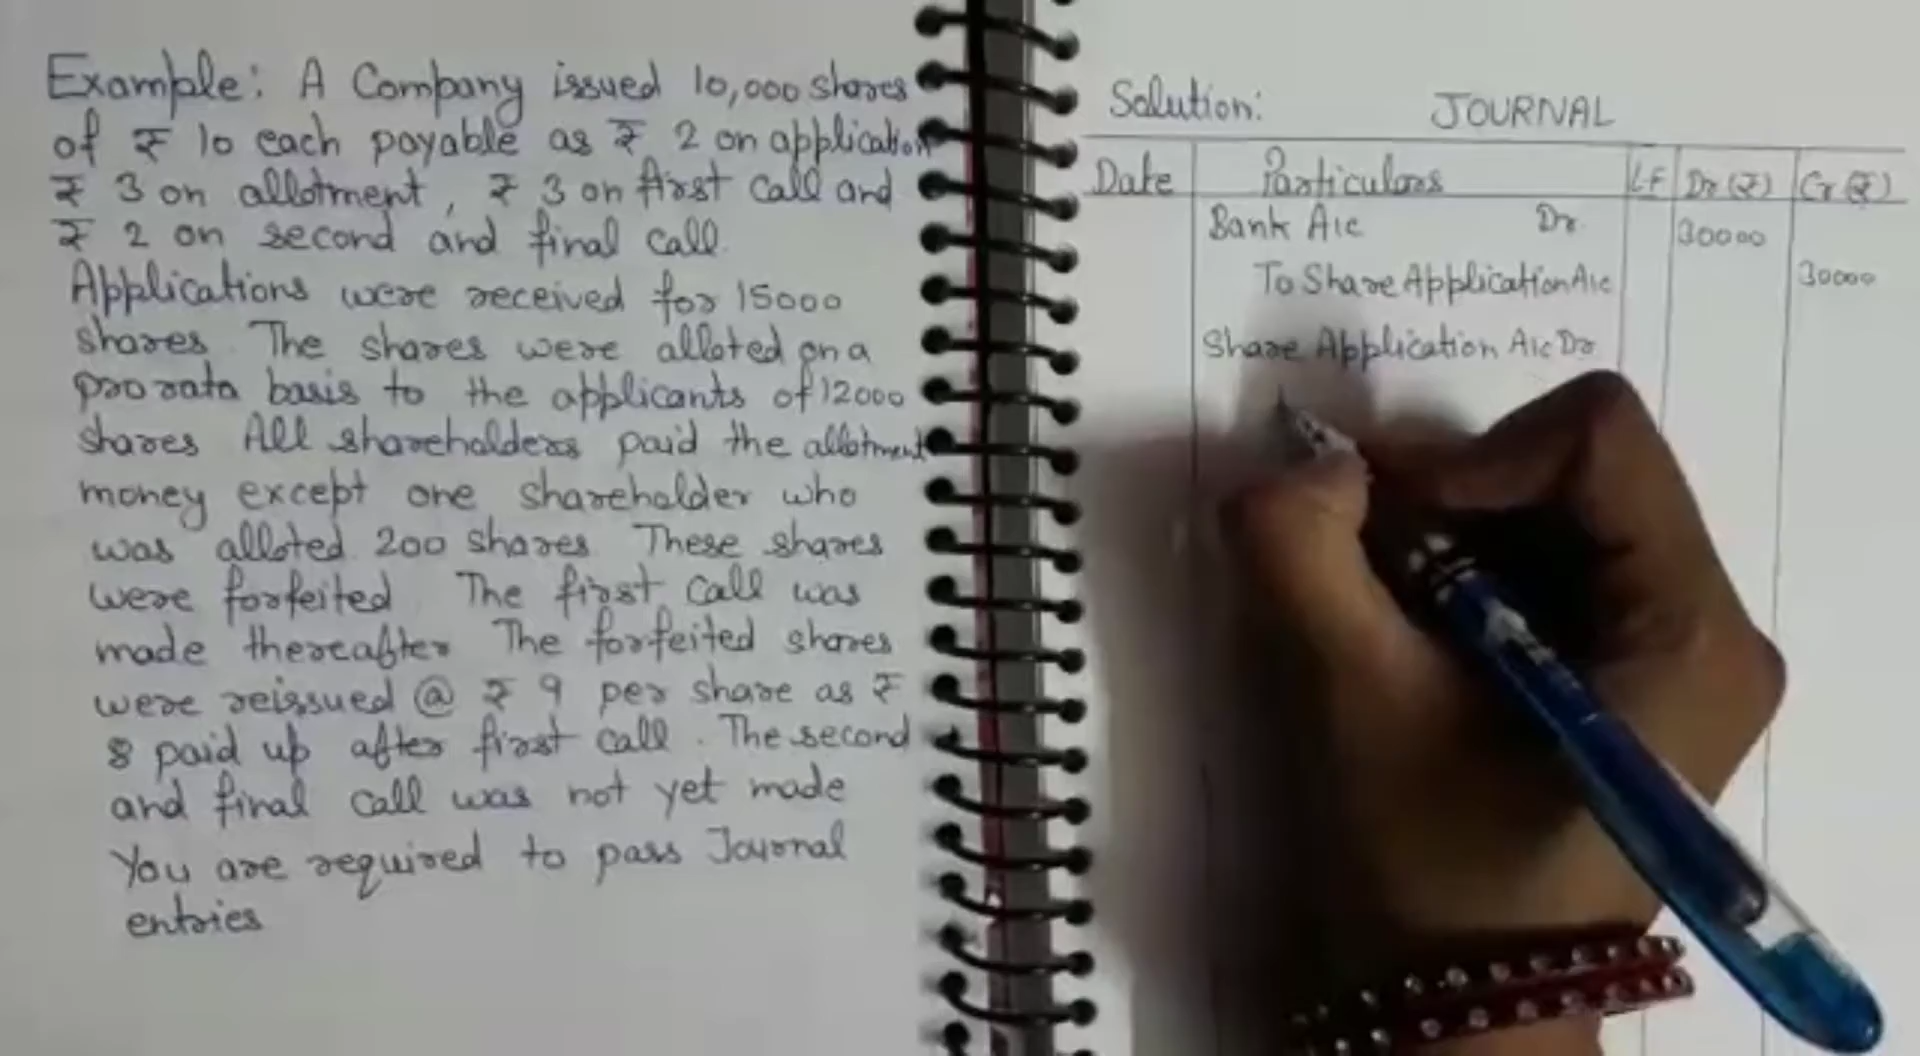 Example: A Company issued 10,000 shares
of ₹ 10 each payable as ₹ 2 on application
₹ 3 on allotment, ₹ 3 on first call and
₹ 2 on second and final call.
Applications were received for 15000
shares. The shares were alloted on a
pro rata basis to the applicants of 12000
shares All shareholders paid the allotment
money except one shareholder who
was alloted 200 shares. These shares
were forfeited. The first call was
made thereafter The forfeited shares
were reissued @ ₹ 9 per share as ₹
8 paid up after first call. The second
and final call was not yet made
You are required to pass Journal
entries
Solution: JOURNAL
Date Particulars LF Dr (₹) Cr (₹)
Bank A/c Dr. 30000
To Share Application A/c 30000
Share Application A/c Dr